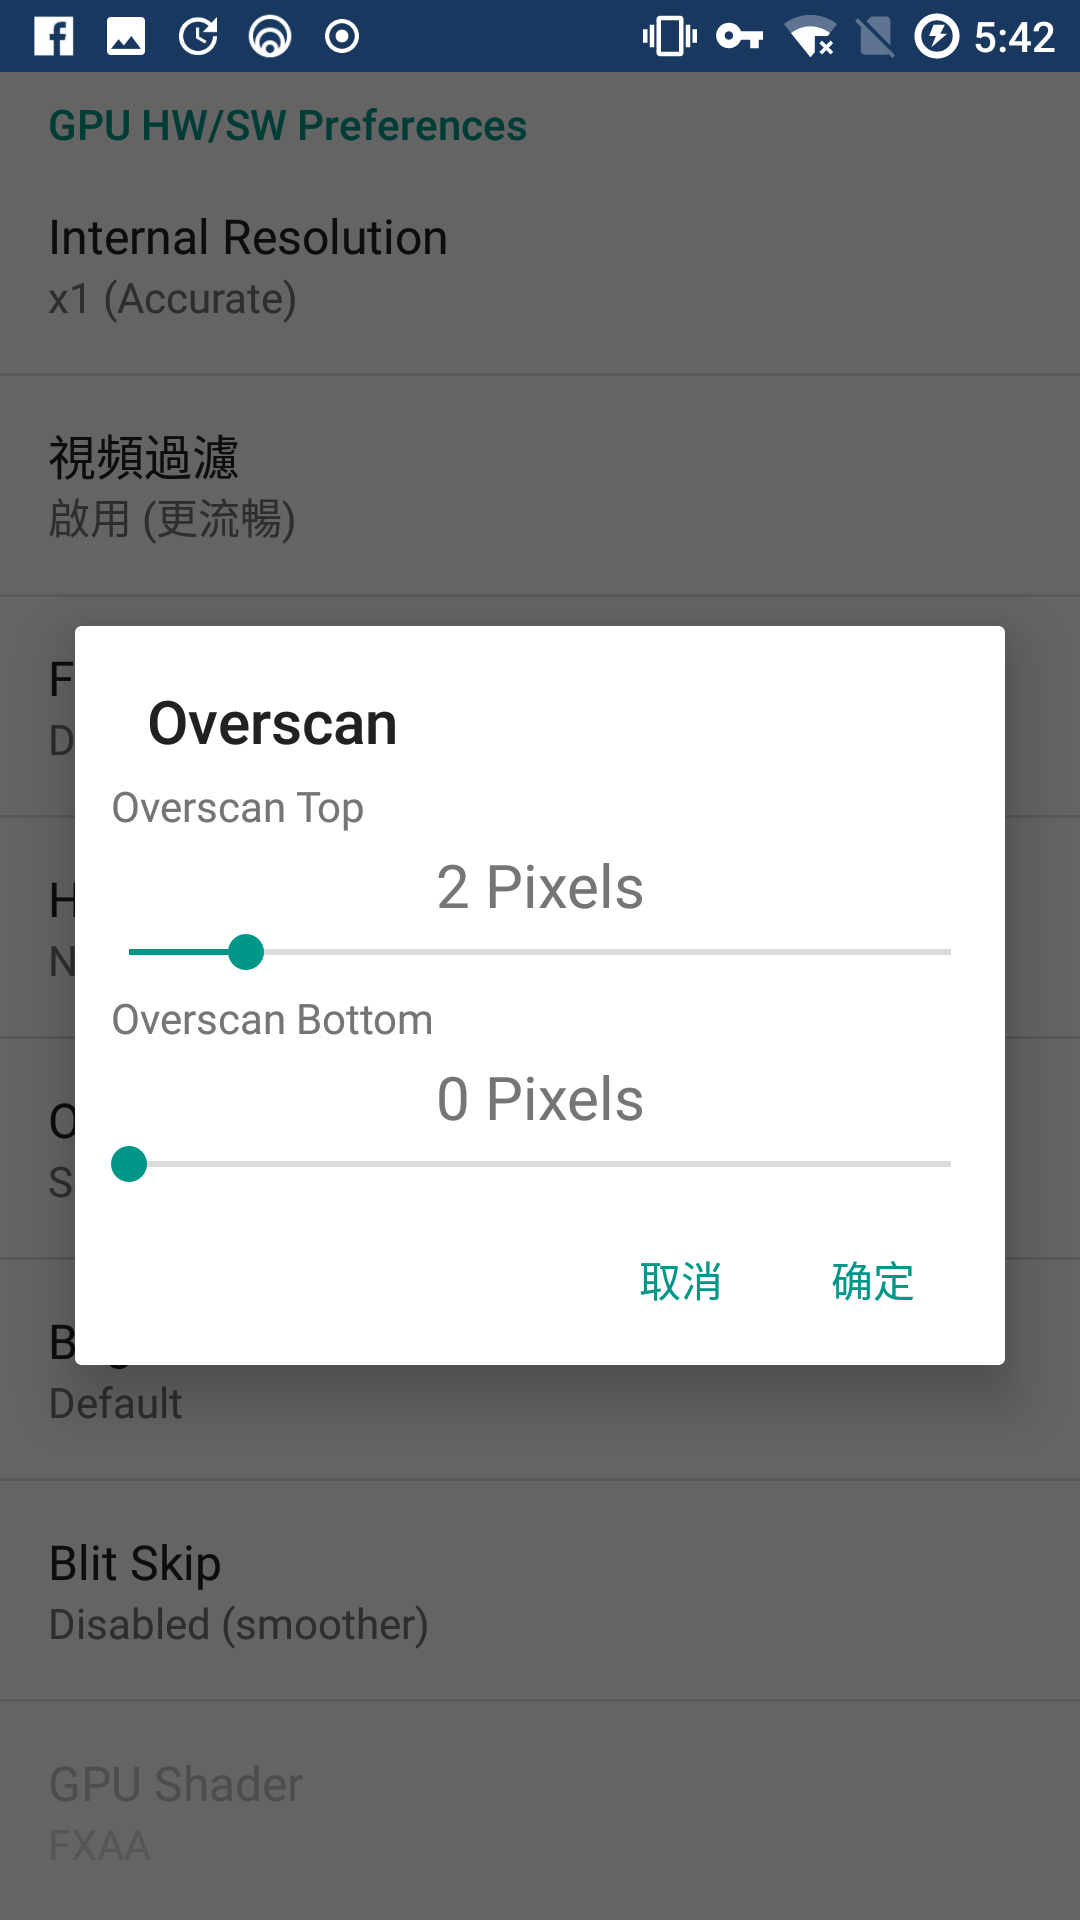 5:42
GPU HW/SW Preferences
Internal Resolution
x1 (Accurate)
視頻過濾
啟用 (更流暢)
F
D
Overscan
Overscan Top
2 Pixels
H
N
Overscan Bottom
0 Pixels
O
S
取消 确定
B
Default
Blit Skip
Disabled (smoother)
GPU Shader
FXAA